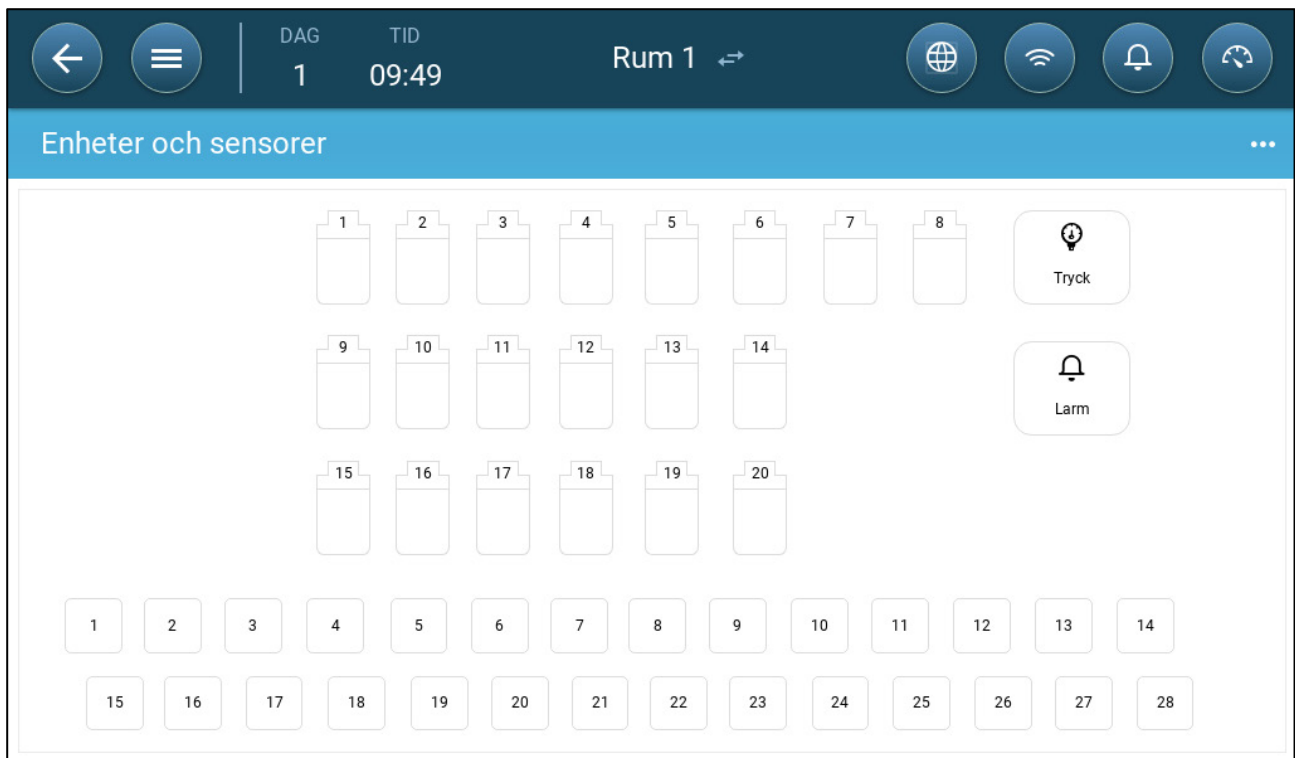 DAG TID
1 09:49 Rum 1
Enheter och sensorer
1 2 3 4 5 6 7 8
Tryck
9 10 11 12 13 14
Larm
15 16 17 18 19 20
1 2 3 4 5 6 7 8 9 10 11 12 13 14
15 16 17 18 19 20 21 22 23 24 25 26 27 28